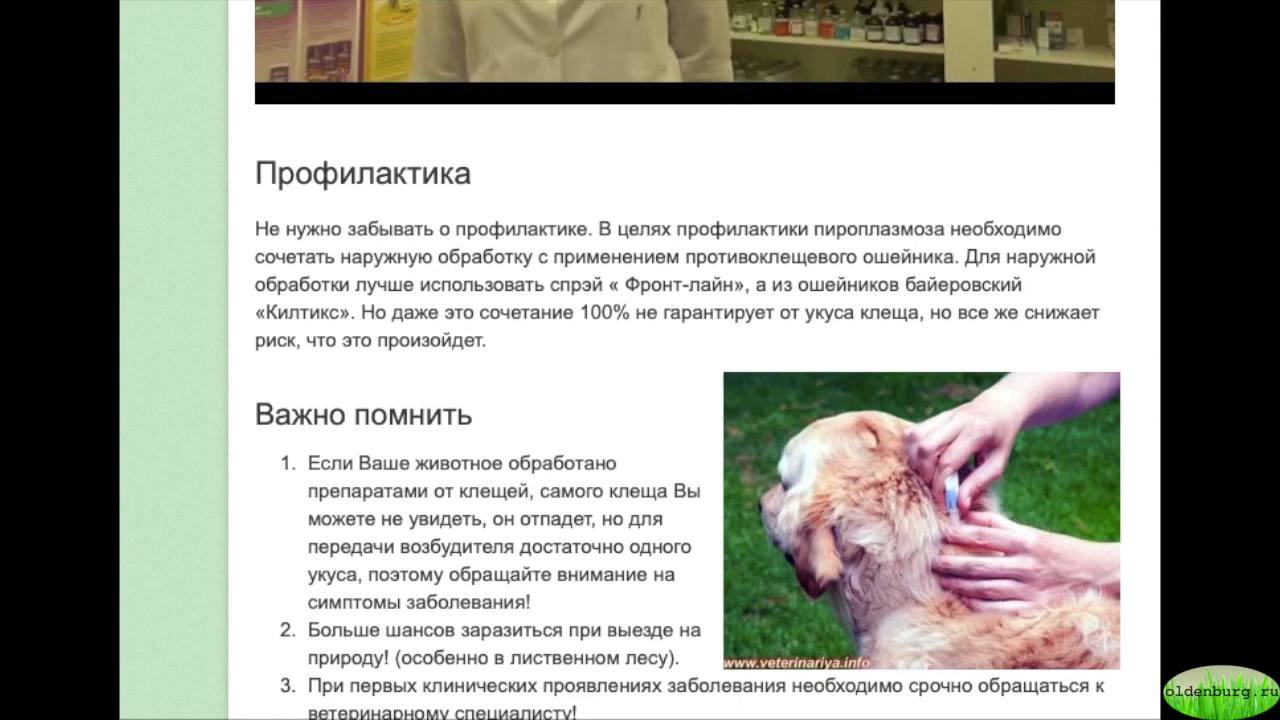 Профилактика
Не нужно забывать о профилактике. В целях профилактики пироплазмоза необходимо
сочетать наружную обработку с применением противоклещевого ошейника. Для наружной
обработки лучше использовать спрэй « Фронт-лайн», а из ошейников байеровский
«Килтикс». Но даже это сочетание 100% не гарантирует от укуса клеща, но все же снижает
риск, что это произойдет.
Важно помнить
1. Если Ваше животное обработано
препаратами от клещей, самого клеща Вы
можете не увидеть, он отпадет, но для
передачи возбудителя достаточно одного
укуса, поэтому обращайте внимание на
симптомы заболевания!
2. Больше шансов заразиться при выезде на
природу! (особенно в лиственном лесу).
www.veterinariya.info
3. При первых клинических проявлениях заболевания необходимо срочно обращаться к
ветеринарному специалисту!
oldenburg.ru